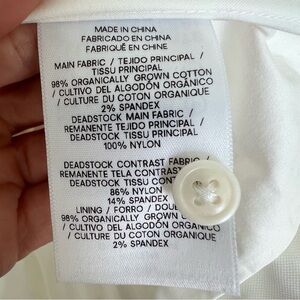 MADE IN CHINA
FABRICADO EN CHINA
FABRIQUÉ EN CHINE
MAIN FABRIC / TEJIDO PRINCIPAL /
TISSU PRINCIPAL
98% ORGANICALLY GROWN COTTON
/ CULTIVO DEL ALGODÓN ORGÁNICO
/ CULTURE DU COTON ORGANIQUE
2% SPANDEX
DEADSTOCK MAIN FABRIC /
REMANENTE TEJIDO PRINCIPAL /
DEADSTOCK TISSU PRINCIPAL
100% NYLON
DEADSTOCK CONTRAST FABRIC /
REMANENTE TELA
DEADSTOCK TISSU
86% NYLON
14% SPANDEX
LINING / FORRO /
98% ORGANICALLY GROWN
/ CULTIVO DEL ALGODÓN ORGÁNICO
/ CULTURE DU COTON ORGANIQUE
2% SPANDEX